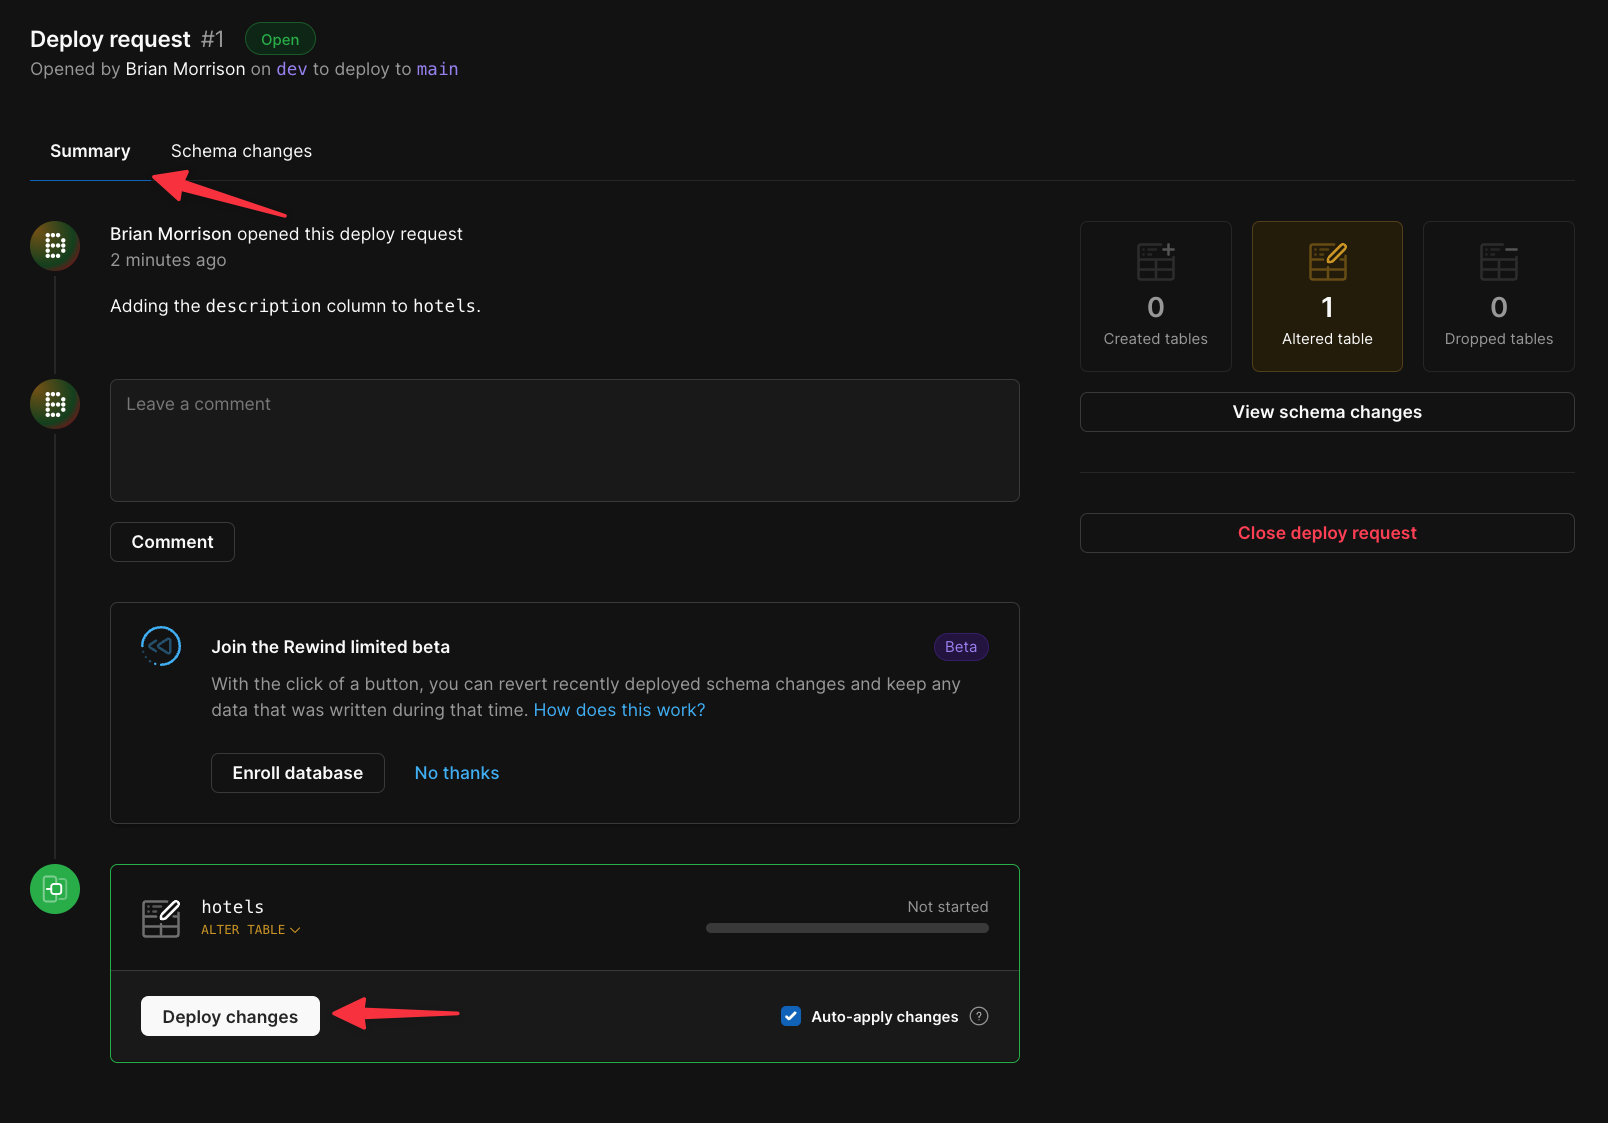 Deploy request #1 Open
Opened by Brian Morrison on dev to deploy to main
Summary Schema changes
Brian Morrison opened this deploy request
2 minutes ago
Adding the description column to hotels.
Leave a comment
Comment
Join the Rewind limited beta Beta
With the click of a button, you can revert recently deployed schema changes and keep any
data that was written during that time. How does this work?
Enroll database No thanks
hotels
ALTER TABLE
Not started
Deploy changes
Auto-apply changes ?
0
Created tables
1
Altered table
0
Dropped tables
View schema changes
Close deploy request